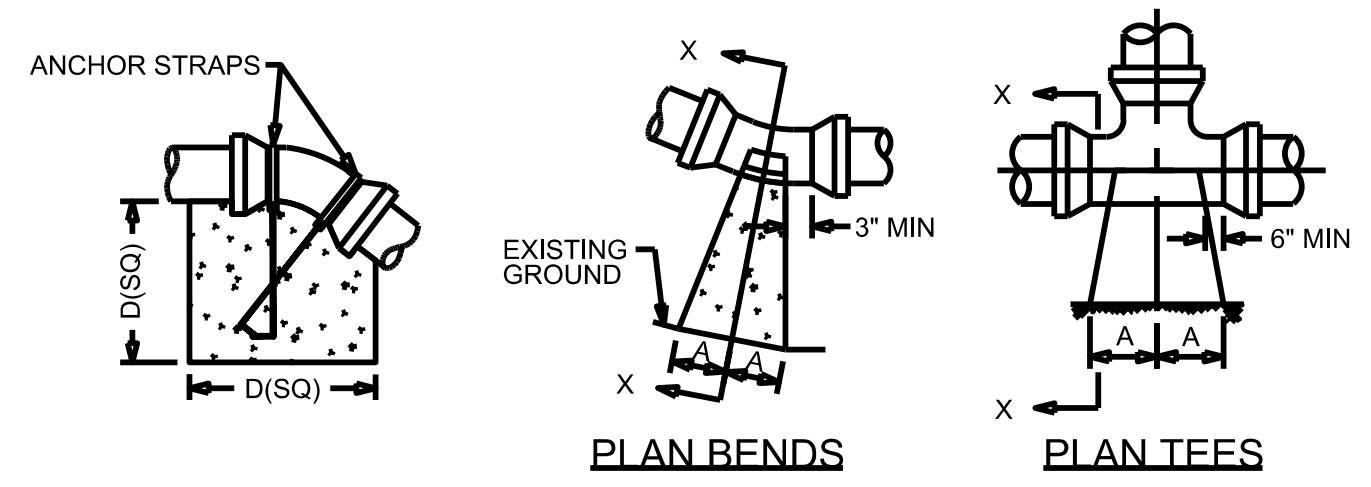 ANCHOR STRAPS
D(SQ)
D(SQ)
X
3" MIN
EXISTING
GROUND
A
A
X
PLAN BENDS
X
6" MIN
A
A
X
PLAN TEES